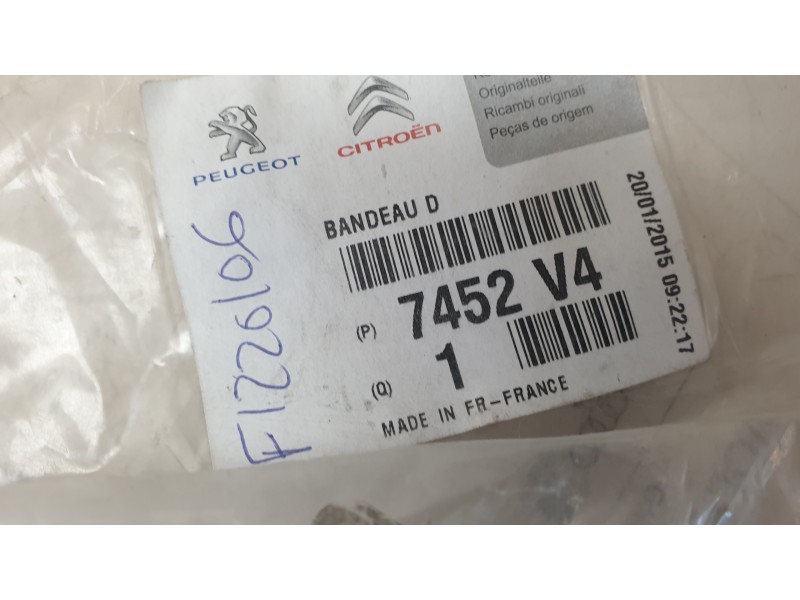 Originalteile
Ricambi originali
Peças de origem
PEUGEOT
CITROËN
BANDEAU D
(P) 7452 V4
(Q) 1
MADE IN FR-FRANCE
20/01/2015 09:22:17